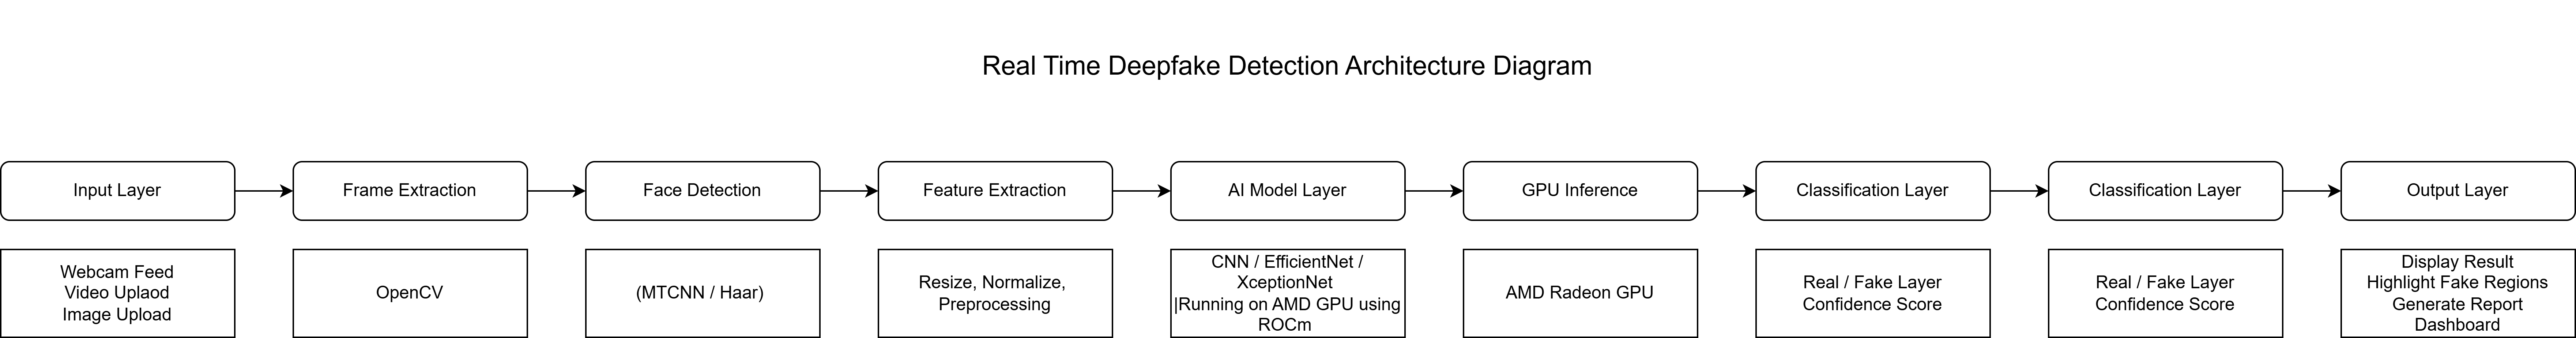 Real Time Deepfake Detection Architecture Diagram
Input Layer
Frame Extraction
Face Detection
Feature Extraction
AI Model Layer
GPU Inference
Classification Layer
Classification Layer
Output Layer
Webcam Feed
Video Uplaod
Image Upload
OpenCV
(MTCNN / Haar)
Resize, Normalize,
Preprocessing
CNN / EfficientNet /
XceptionNet
|Running on AMD GPU using
ROCm
AMD Radeon GPU
Real / Fake Layer
Confidence Score
Real / Fake Layer
Confidence Score
Display Result
Highlight Fake Regions
Generate Report
Dashboard